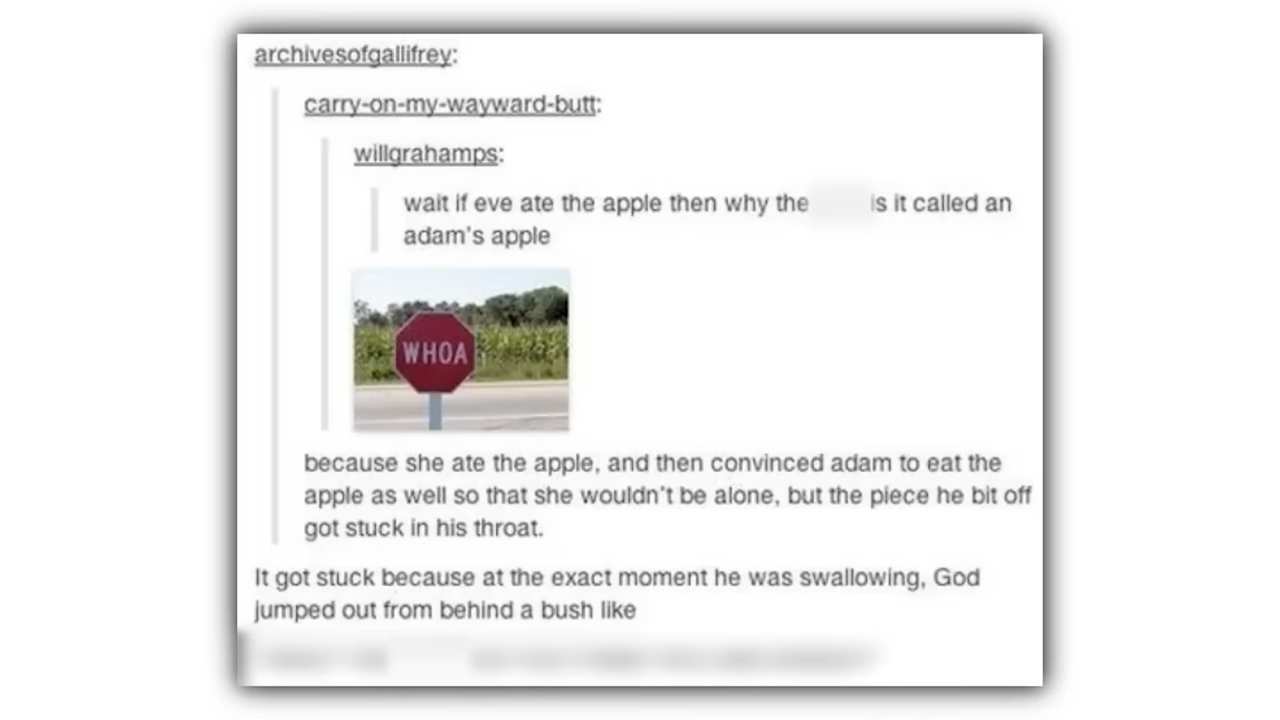 archivesofgallifrey:
carry-on-my-wayward-butt:
willgrahamps:
wait if eve ate the apple then why the is it called an
adam's apple
WHOA
because she ate the apple, and then convinced adam to eat the
apple as well so that she wouldn't be alone, but the piece he bit off
got stuck in his throat.
It got stuck because at the exact moment he was swallowing, God
jumped out from behind a bush like